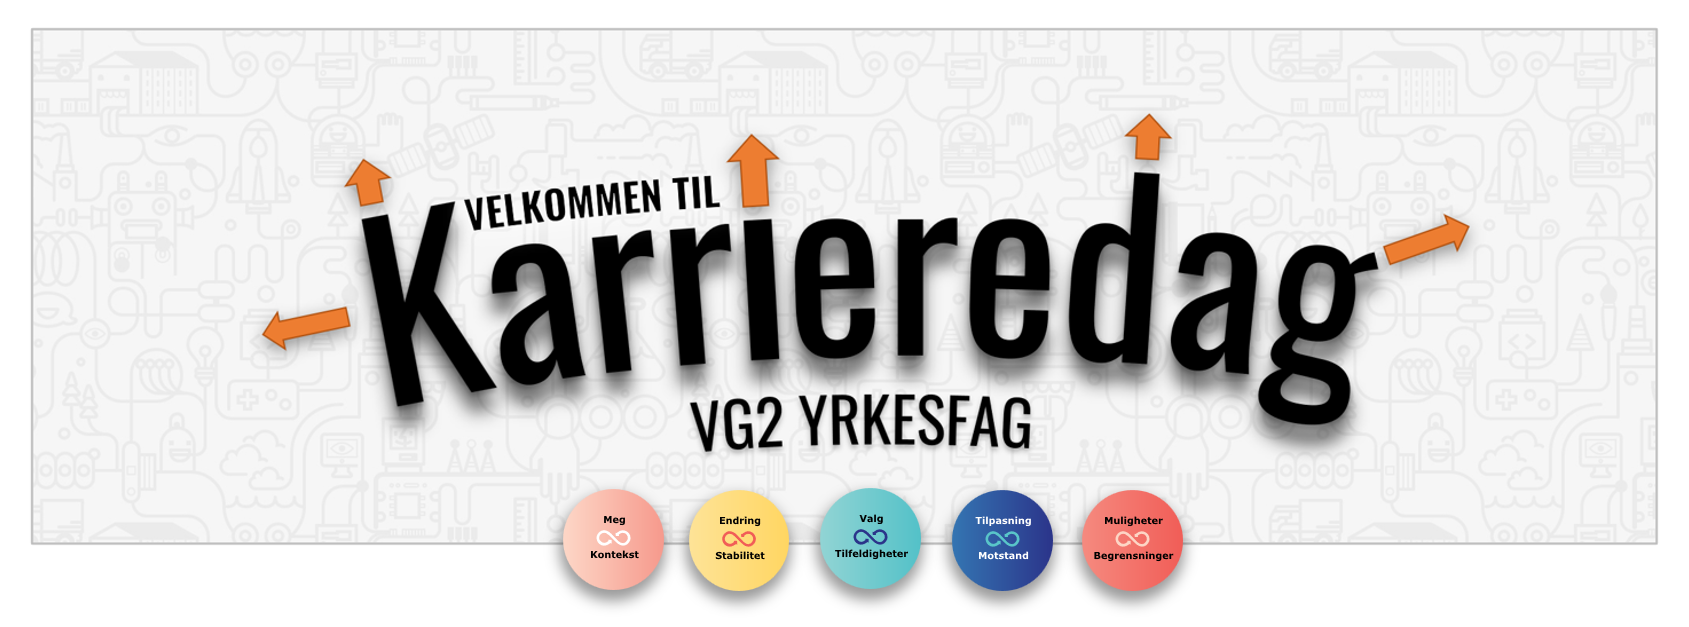 VELKOMMEN TIL
Karrieredag
VG2 YRKESFAG
Meg
Kontekst
Endring
Stabilitet
Valg
Tilfeldigheter
Tilpasning
Motstand
Muligheter
Begrensninger